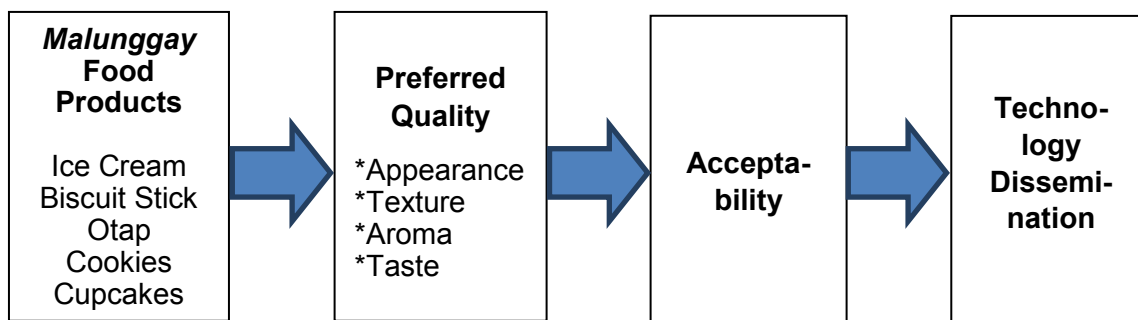 Malunggay
Food
Products
Ice Cream
Biscuit Stick
Otap
Cookies
Cupcakes
Preferred
Quality
*Appearance
*Texture
*Aroma
*Taste
Accepta-
bility
Techno-
logy
Dissemi-
nation